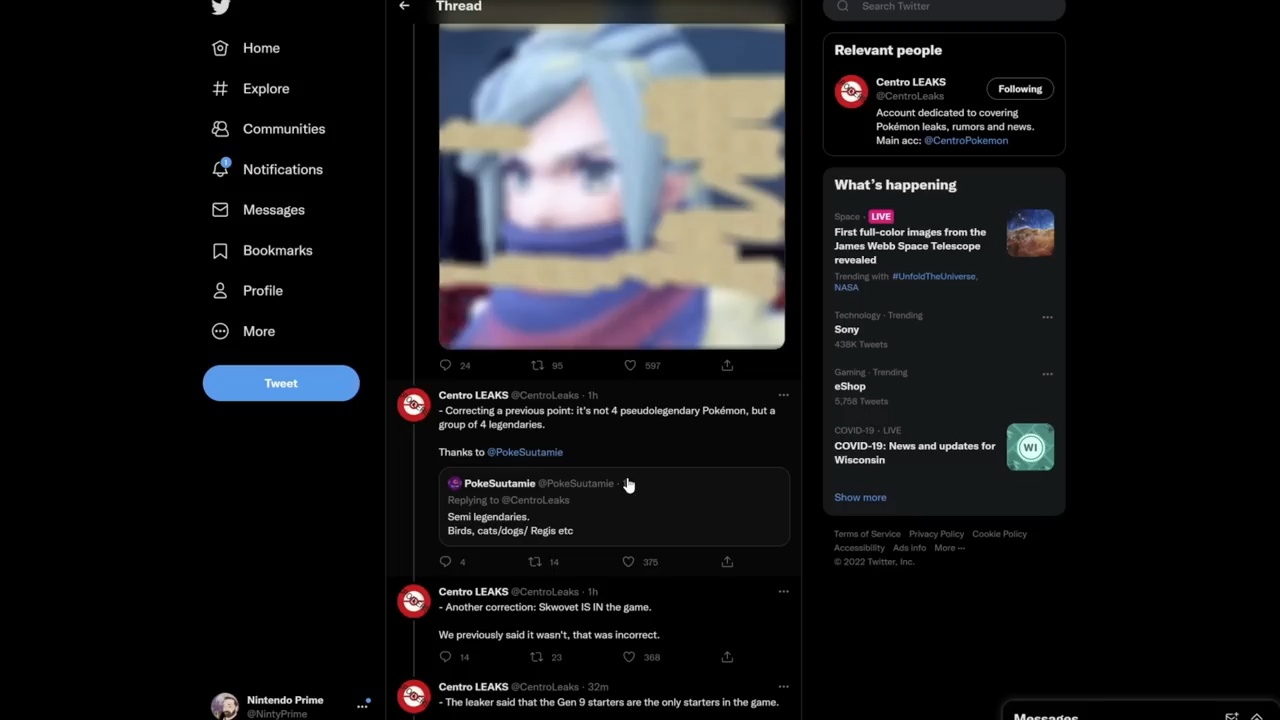 Home
Explore
Communities
1
Notifications
Messages
Bookmarks
Profile
More
Tweet
Nintendo Prime
@NintyPrime
Thread
24 95 597
Centro LEAKS @CentroLeaks · 1h
- Correcting a previous point: it's not 4 pseudolegendary Pokémon, but a
group of 4 legendaries.
Thanks to @PokeSuutamie
PokeSuutamie @PokeSuutamie ·
Replying to @CentroLeaks
Semi legendaries.
Birds, cats/dogs/ Regis etc
4 14 375
Centro LEAKS @CentroLeaks · 1h
- Another correction: Skwovet IS IN the game.
We previously said it wasn't, that was incorrect.
14 23 368
Centro LEAKS @CentroLeaks · 32m
- The leaker said that the Gen 9 starters are the only starters in the game.
Search Twitter
Relevant people
Centro LEAKS
@CentroLeaks
Following
Account dedicated to covering
Pokémon leaks, rumors and news.
Main acc: @CentroPokemon
What's happening
Space · LIVE
First full-color images from the
James Webb Space Telescope
revealed
Trending with #UnfoldTheUniverse,
NASA
Technology · Trending
Sony
438K Tweets
Gaming · Trending
eShop
5,758 Tweets
COVID-19 · LIVE
COVID-19: News and updates for
Wisconsin
WI
Show more
Terms of Service Privacy Policy Cookie Policy
Accessibility Ads info More ···
© 2022 Twitter, Inc.
Messages